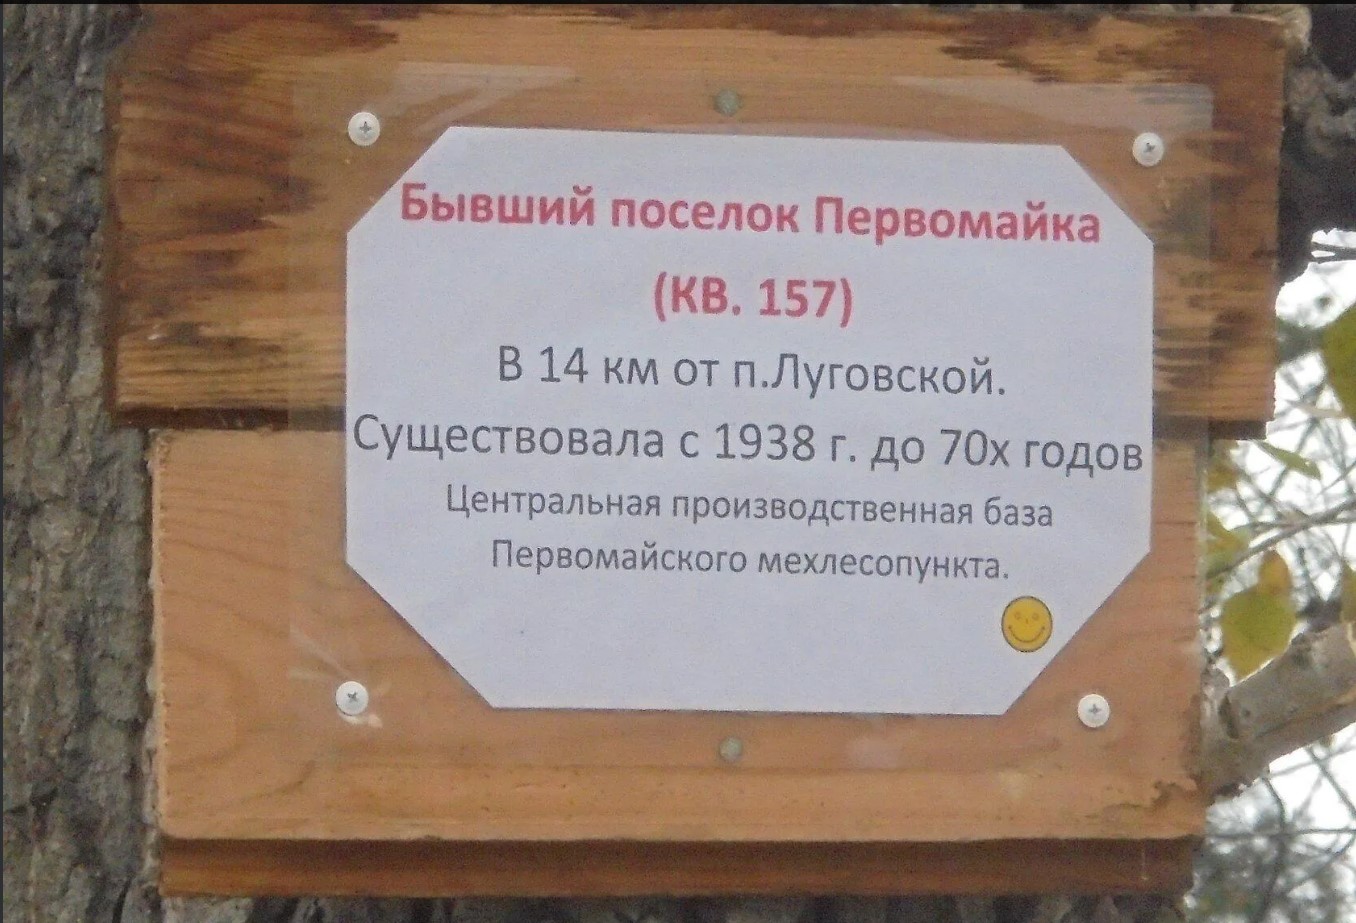 Бывший поселок Первомайка
(КВ. 157)
В 14 км от п.Луговской.
Существовала с 1938 г. до 70х годов
Центральная производственная база
Первомайского мехлесопункта.